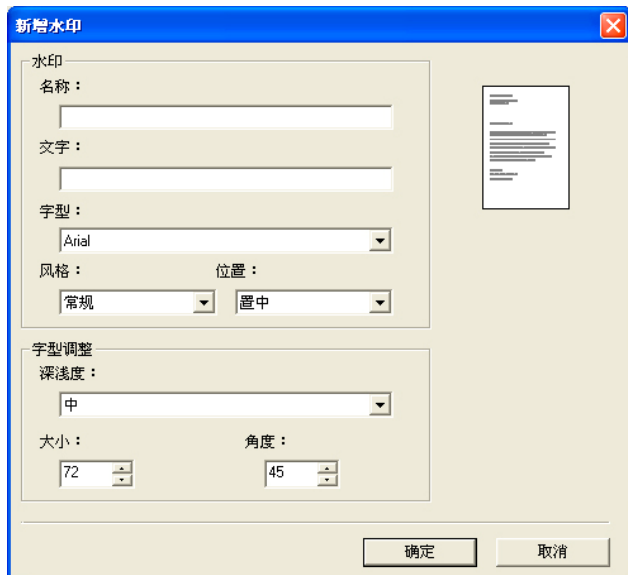 新增水印
水印
名称：
文字：
字型：
Arial
风格： 位置：
常规 置中
字型调整
深浅度：
中
大小： 角度：
72 45
确定 取消